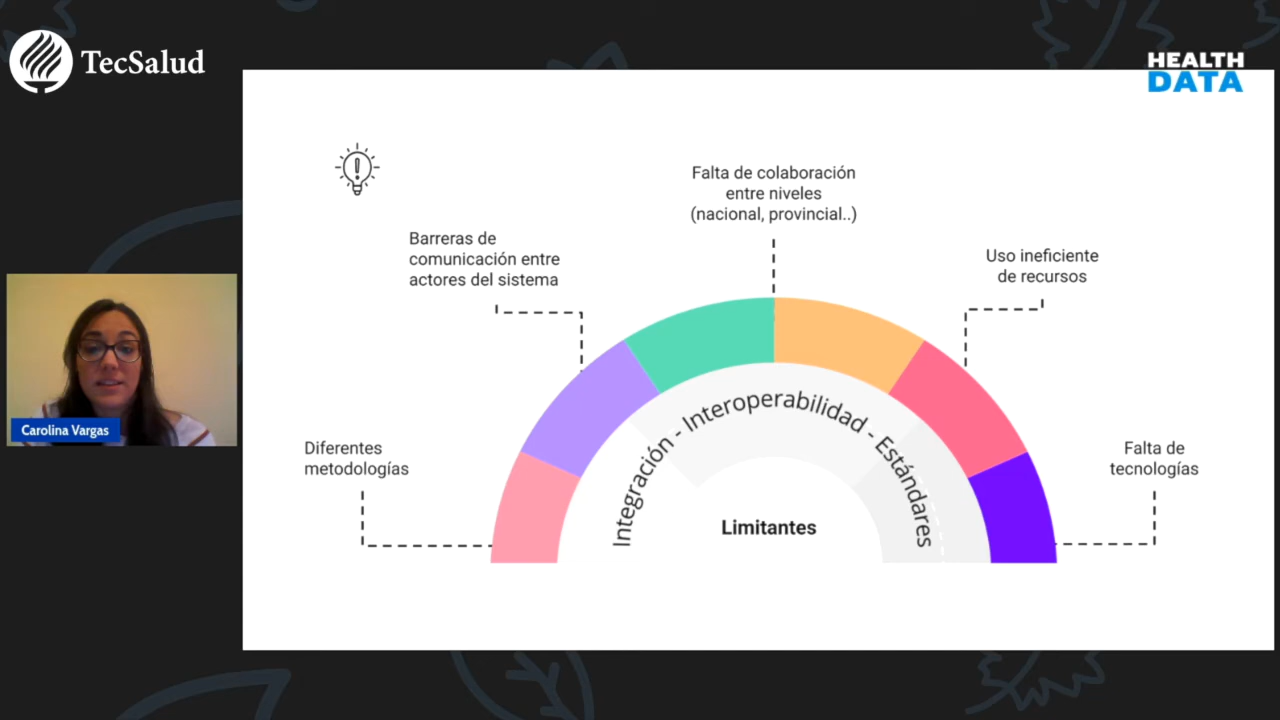 TecSalud
HEALTH
DATA
Falta de colaboración
entre niveles
(nacional, provincial..)
Barreras de
comunicación entre
actores del sistema
Uso ineficiente
de recursos
Diferentes
metodologías
Falta de
tecnologías
Integración - Interoperabilidad - Estándares
Limitantes
Carolina Vargas